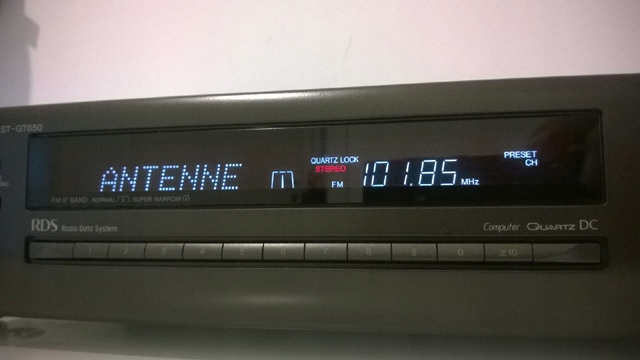 ST-GT650
ANTENNE
QUARTZ LOCK
STEREO
FM
101.85 MHz
PRESET
CH
FM IF BAND NORMAL SUPER NARROW
RDS Radio Data System
Computer QUARTZ DC
1 2 3 4 5 6 7 8 9 0 ≥10